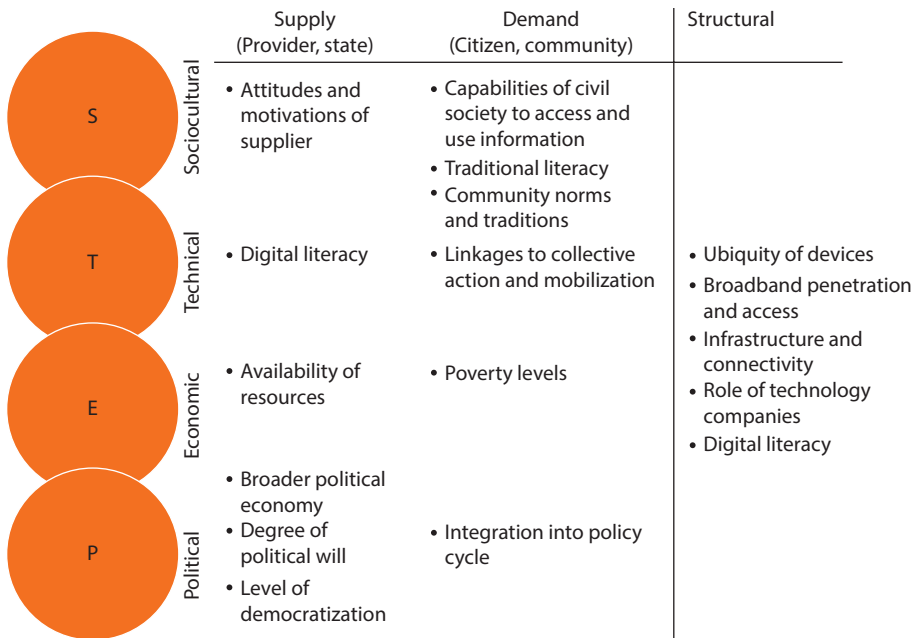 Supply
(Provider, state)
Demand
(Citizen, community)
Structural
S
Sociocultural
• Attitudes and
motivations of
supplier
• Capabilities of civil
society to access and
use information
• Traditional literacy
• Community norms
and traditions
T
Technical
• Digital literacy
• Linkages to collective
action and mobilization
• Ubiquity of devices
• Broadband penetration
and access
• Infrastructure and
connectivity
• Role of technology
companies
• Digital literacy
E
Economic
• Availability of
resources
• Poverty levels
P
Political
• Broader political
economy
• Degree of
political will
• Level of
democratization
• Integration into policy
cycle